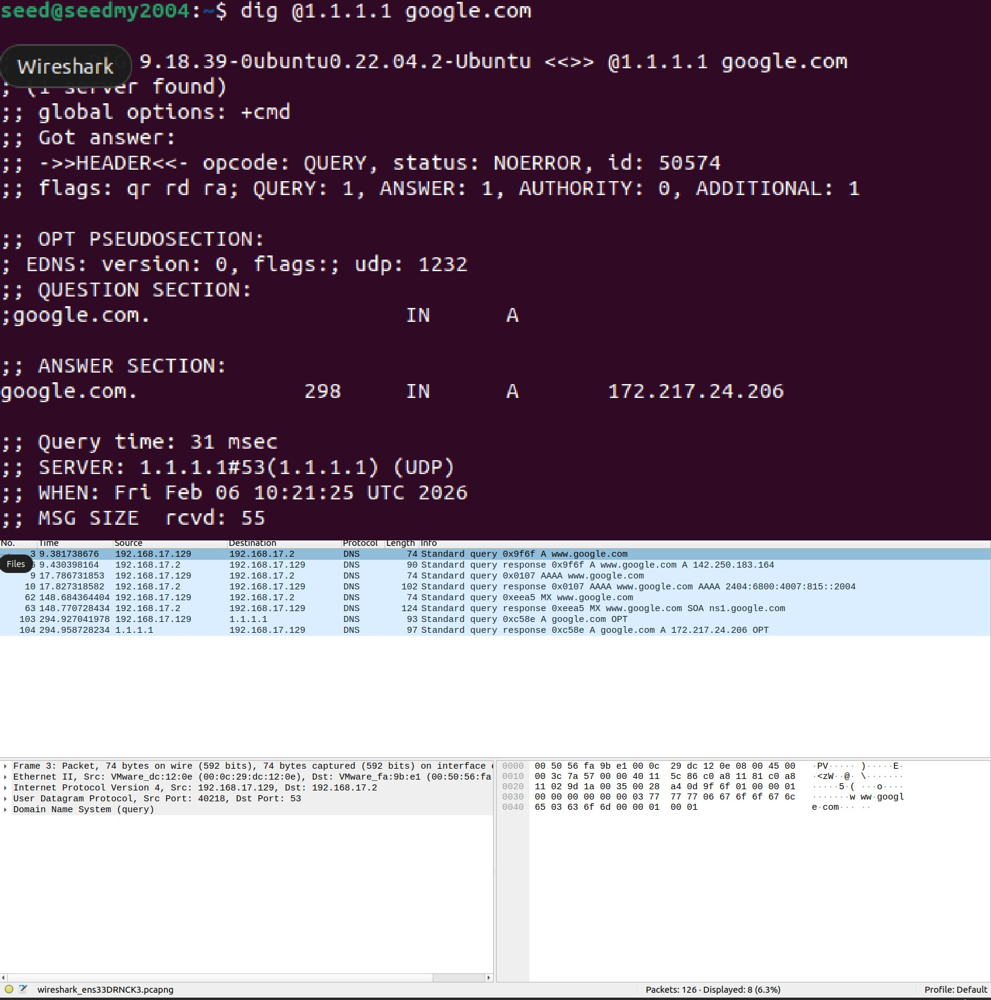 seed@seedmy2004:~$ dig @1.1.1.1 google.com
Wireshark
9.18.39-0ubuntu0.22.04.2-Ubuntu <<>> @1.1.1.1 google.com
; (1 server found)
;; global options: +cmd
;; Got answer:
;; ->>HEADER<<- opcode: QUERY, status: NOERROR, id: 50574
;; flags: qr rd ra; QUERY: 1, ANSWER: 1, AUTHORITY: 0, ADDITIONAL: 1
;; OPT PSEUDOSECTION:
; EDNS: version: 0, flags:; udp: 1232
;; QUESTION SECTION:
;google.com. IN A
;; ANSWER SECTION:
google.com. 298 IN A 172.217.24.206
;; Query time: 31 msec
;; SERVER: 1.1.1.1#53(1.1.1.1) (UDP)
;; WHEN: Fri Feb 06 10:21:25 UTC 2026
;; MSG SIZE rcvd: 55
No. Time Source Destination Protocol Length Info
3 9.381738676 192.168.17.129 192.168.17.2 DNS 74 Standard query 0x9f6f A www.google.com
Files
6 9.430398164 192.168.17.2 192.168.17.129 DNS 90 Standard query response 0x9f6f A www.google.com A 142.250.183.164
9 17.786731853 192.168.17.129 192.168.17.2 DNS 74 Standard query 0x0107 AAAA www.google.com
10 17.827318582 192.168.17.2 192.168.17.129 DNS 102 Standard query response 0x0107 AAAA www.google.com AAAA 2404:6800:4007:815::2004
62 148.684364404 192.168.17.129 192.168.17.2 DNS 74 Standard query 0xeea5 MX www.google.com
63 148.770728434 192.168.17.2 192.168.17.129 DNS 124 Standard query response 0xeea5 MX www.google.com SOA ns1.google.com
103 294.927041978 192.168.17.129 1.1.1.1 DNS 93 Standard query 0xc58e A google.com OPT
104 294.958728234 1.1.1.1 192.168.17.129 DNS 97 Standard query response 0xc58e A google.com A 172.217.24.206 OPT
Frame 3: Packet, 74 bytes on wire (592 bits), 74 bytes captured (592 bits) on interface
Ethernet II, Src: VMware_dc:12:0e (00:0c:29:dc:12:0e), Dst: VMware_fa:9b:e1 (00:50:56:fa
Internet Protocol Version 4, Src: 192.168.17.129, Dst: 192.168.17.2
User Datagram Protocol, Src Port: 40218, Dst Port: 53
Domain Name System (query)
0000 00 50 56 fa 9b e1 00 0c 29 dc 12 0e 08 00 45 00 ·PV····· )·····E·
0010 00 3c 7a 57 00 00 40 11 5c 86 c0 a8 11 81 c0 a8 ·<zW··@· \·······
0020 11 02 9d 1a 00 35 00 28 a4 0d 9f 6f 01 00 00 01 ·····5·( ···o····
0030 00 00 00 00 00 00 03 77 77 77 06 67 6f 6f 67 6c ·······w ww·googl
0040 65 03 63 6f 6d 00 00 01 00 01 e·com··· ··
wireshark_ens33DRNCK3.pcapng
Packets: 126 · Displayed: 8 (6.3%)
Profile: Default